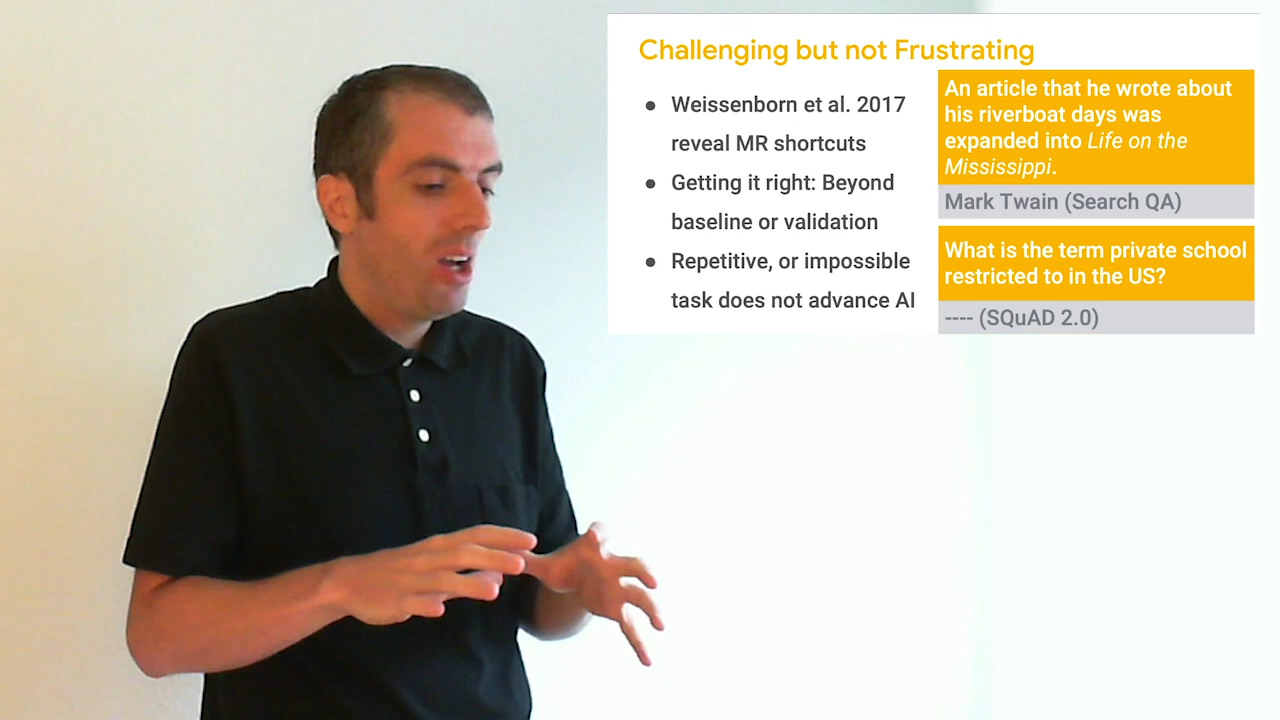 Challenging but not Frustrating
● Weissenborn et al. 2017
reveal MR shortcuts
● Getting it right: Beyond
baseline or validation
● Repetitive, or impossible
task does not advance AI
An article that he wrote about
his riverboat days was
expanded into Life on the
Mississippi.
Mark Twain (Search QA)
What is the term private school
restricted to in the US?
---- (SQuAD 2.0)